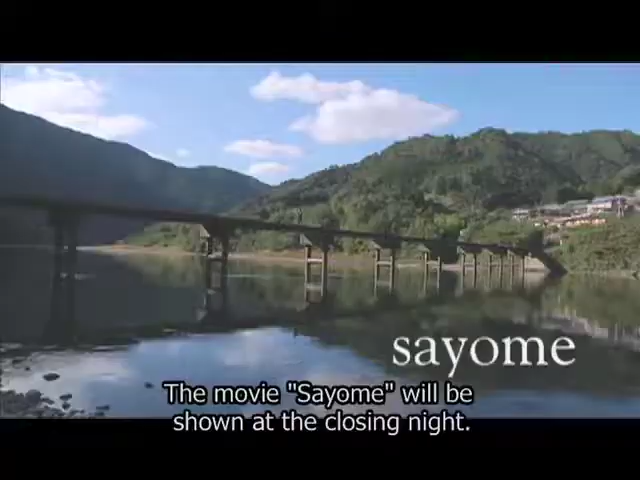 sayome
The movie "Sayome" will be
shown at the closing night.